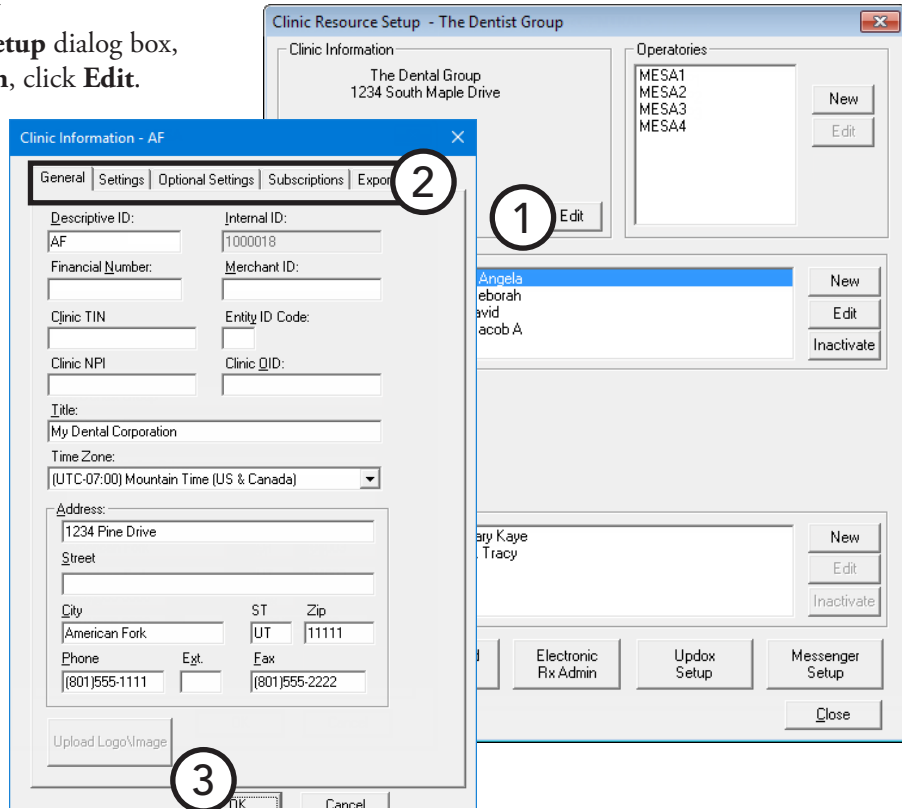 etup dialog box,
n, click Edit.
Clinic Resource Setup - The Dentist Group
Clinic Information
The Dental Group
1234 South Maple Drive
Edit
Operatories
MESA1
MESA2
MESA3
MESA4
New
Edit
1
Angela
eborah
avid
acob A
New
Edit
Inactivate
ary Kaye
Tracy
New
Edit
Inactivate
Electronic
Rx Admin
Updox
Setup
Messenger
Setup
Close
Clinic Information - AF
General Settings Optional Settings Subscriptions Expor
2
Descriptive ID: Internal ID:
AF 1000018
Financial Number: Merchant ID:
Clinic TIN Entity ID Code:
Clinic NPI Clinic OID:
Title:
My Dental Corporation
Time Zone:
(UTC-07:00) Mountain Time (US & Canada)
Address:
1234 Pine Drive
Street
City ST Zip
American Fork UT 11111
Phone Ext. Fax
(801)555-1111 (801)555-2222
Upload Logo\Image
3
OK Cancel